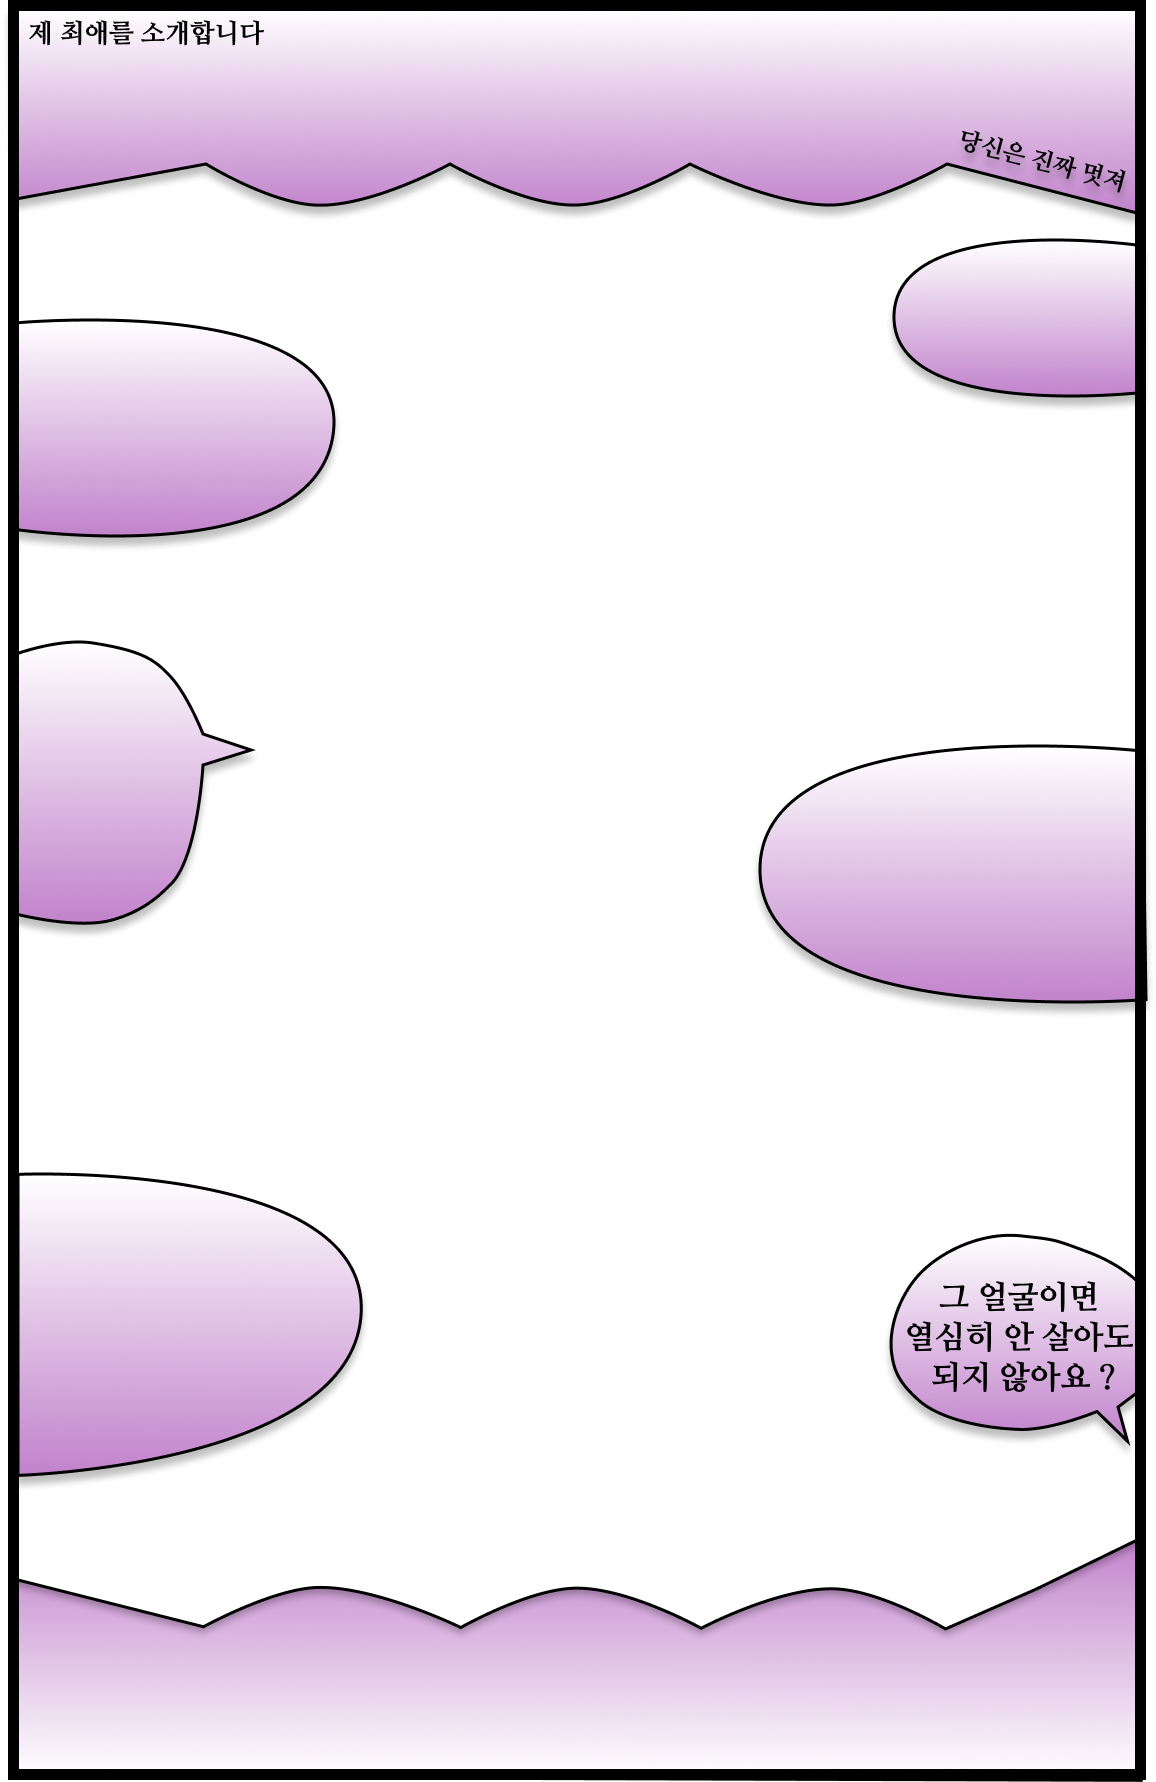 제 최애를 소개합니다
당신은 진짜 멋져
그 얼굴이면
열심히 안 살아도
되지 않아요 ?